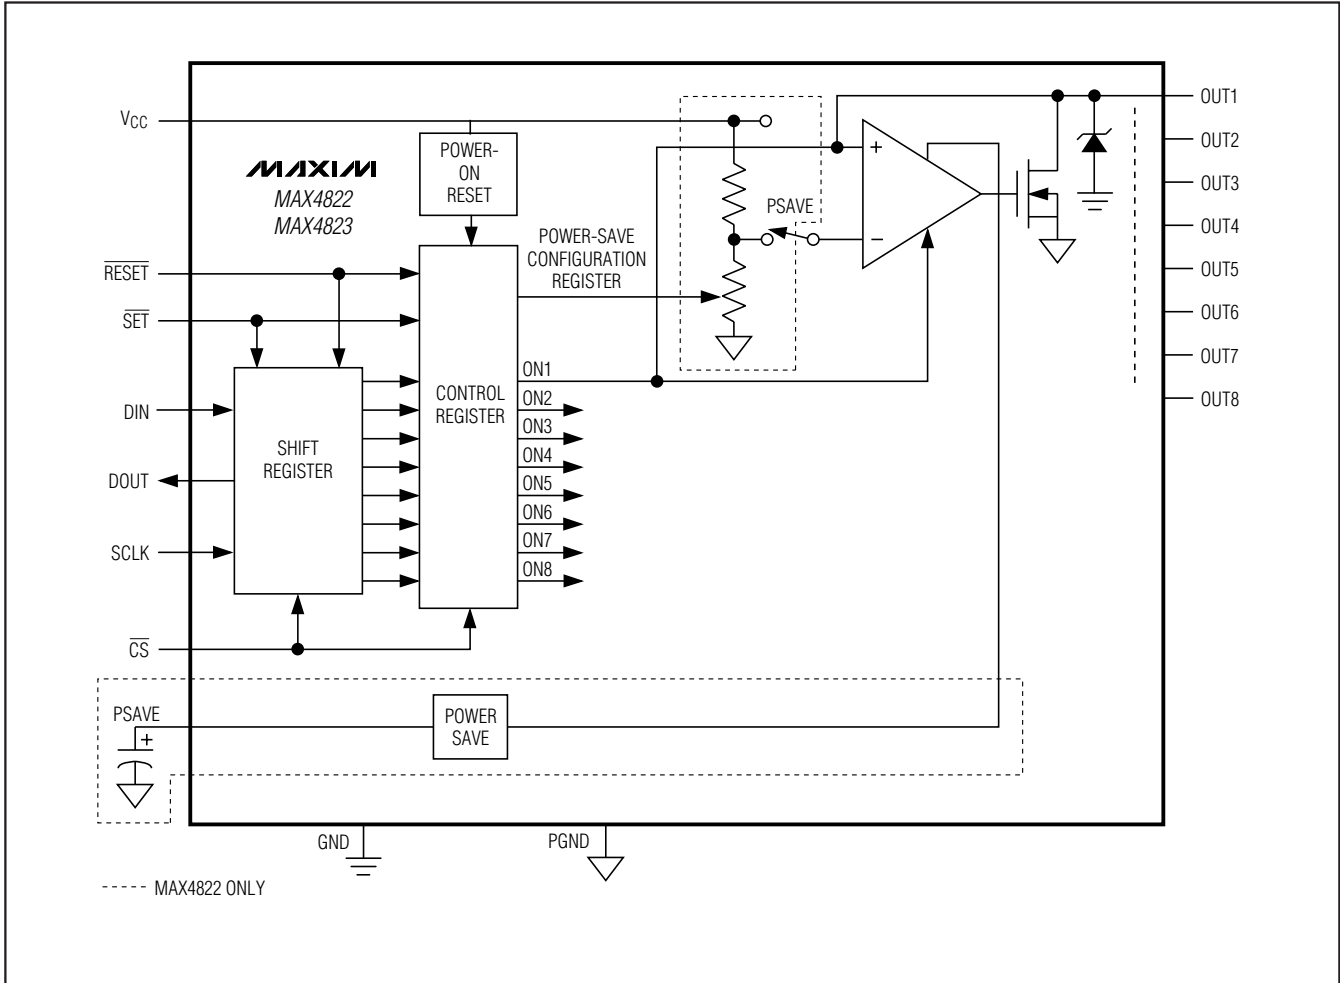 VCC
MAXIM
MAX4822
MAX4823
POWER-
ON
RESET
PSAVE
+
−
OUT1
OUT2
OUT3
OUT4
OUT5
OUT6
OUT7
OUT8
POWER-SAVE
CONFIGURATION
REGISTER
RESET
SET
DIN
DOUT
SCLK
CS
SHIFT
REGISTER
CONTROL
REGISTER
ON1
ON2
ON3
ON4
ON5
ON6
ON7
ON8
PSAVE
+
POWER
SAVE
GND
PGND
MAX4822 ONLY